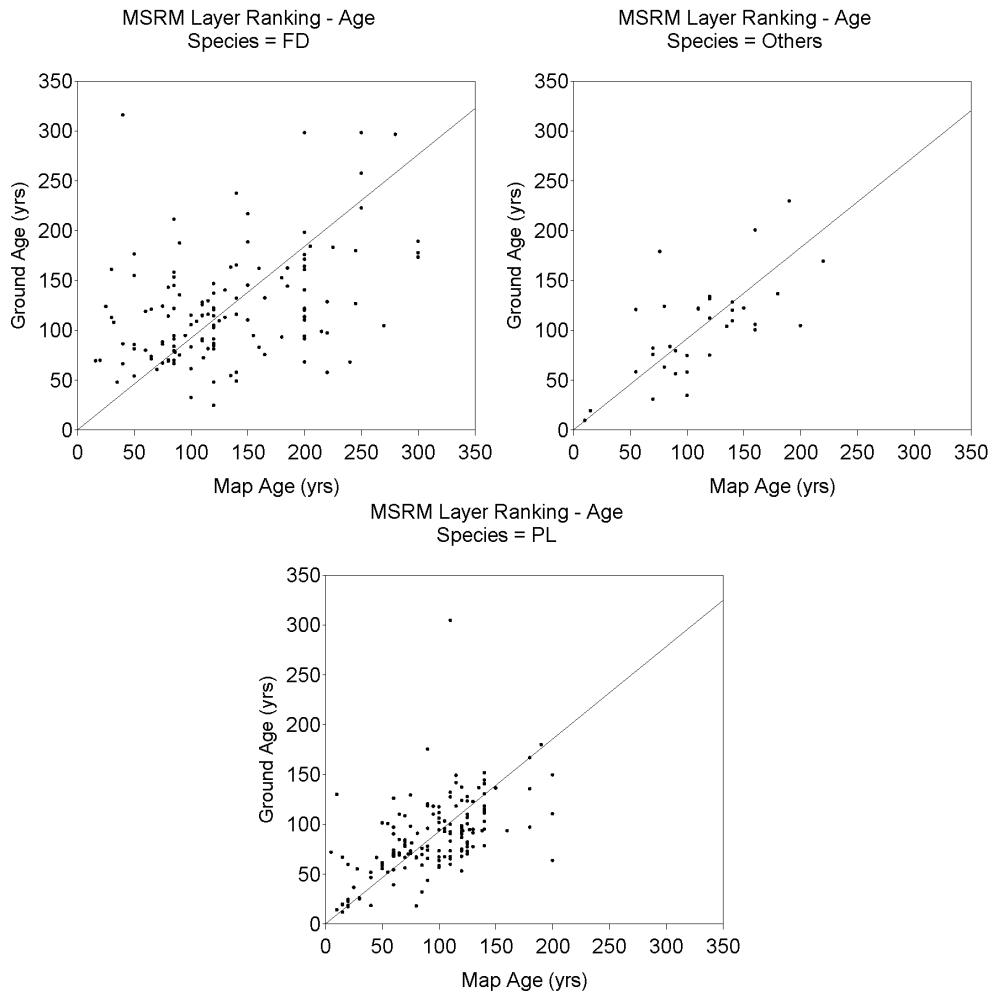 MSRM Layer Ranking - Age
Species = FD
350
300
250
200
150
100
50
0
Ground Age (yrs)
0 50 100 150 200 250 300 350
Map Age (yrs)
MSRM Layer Ranking - Age
Species = Others
350
300
250
200
150
100
50
0
Ground Age (yrs)
0 50 100 150 200 250 300 350
Map Age (yrs)
MSRM Layer Ranking - Age
Species = PL
350
300
250
200
150
100
50
0
Ground Age (yrs)
0 50 100 150 200 250 300 350
Map Age (yrs)